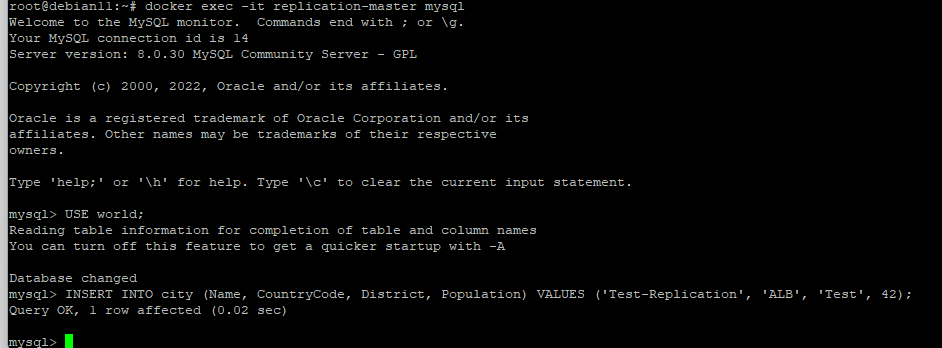 root@debian11:~# docker exec -it replication-master mysql
Welcome to the MySQL monitor.  Commands end with ; or \g.
Your MySQL connection id is 14
Server version: 8.0.30 MySQL Community Server - GPL
Copyright (c) 2000, 2022, Oracle and/or its affiliates.
Oracle is a registered trademark of Oracle Corporation and/or its
affiliates. Other names may be trademarks of their respective
owners.
Type 'help;' or '\h' for help. Type '\c' to clear the current input statement.
mysql> USE world;
Reading table information for completion of table and column names
You can turn off this feature to get a quicker startup with -A
Database changed
mysql> INSERT INTO city (Name, CountryCode, District, Population) VALUES ('Test-Replication', 'ALB', 'Test', 42);
Query OK, 1 row affected (0.02 sec)
mysql>